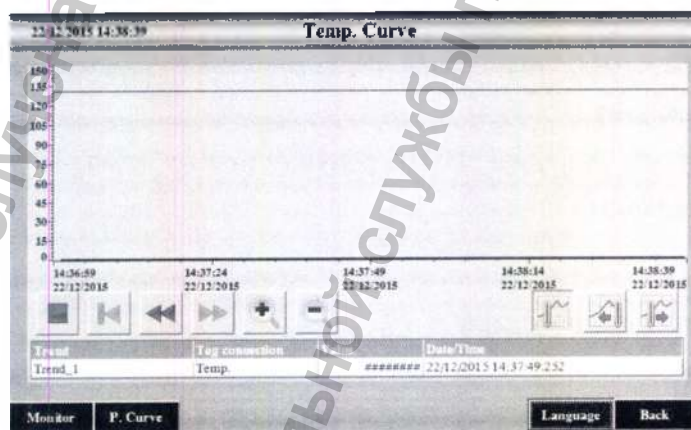 22/12/2015 14:38:39 Temp. Curve
150
135
120
105
90
75
60
45
30
15
0
14:36:59 14:37:24 14:37:49 14:38:14 14:38:39
22/12/2015 22/12/2015 22/12/2015 22/12/2015 22/12/2015
Trend Tag connection Date/Time
Trend_1 Temp. ######## 22/12/2015 14:37:49:252
Monitor P. Curve Language Back
службы